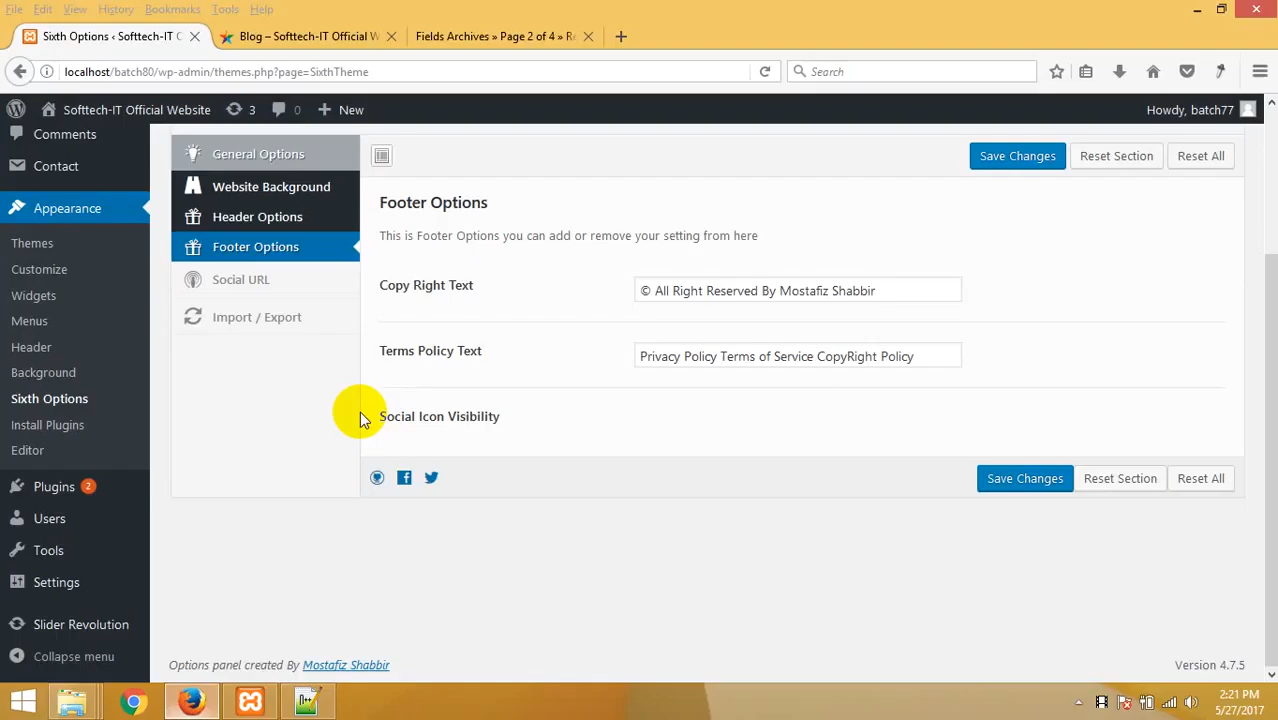 File Edit View History Bookmarks Tools Help
Sixth Options ‹ Softtech-IT O
Blog – Softtech-IT Official W
Fields Archives » Page 2 of 4 » Re
localhost/batch80/wp-admin/themes.php?page=SixthTheme
Search
Softtech-IT Official Website 3 0 New
Howdy, batch77
Comments
Contact
Appearance
Themes
Customize
Widgets
Menus
Header
Background
Sixth Options
Install Plugins
Editor
Plugins 2
Users
Tools
Settings
Slider Revolution
Collapse menu
General Options
Website Background
Header Options
Footer Options
Social URL
Import / Export
Save Changes Reset Section Reset All
Footer Options
This is Footer Options you can add or remove your setting from here
Copy Right Text
© All Right Reserved By Mostafiz Shabbir
Terms Policy Text
Privacy Policy Terms of Service CopyRight Policy
Social Icon Visibility
Save Changes Reset Section Reset All
Options panel created By Mostafiz Shabbir
Version 4.7.5
2:21 PM
5/27/2017